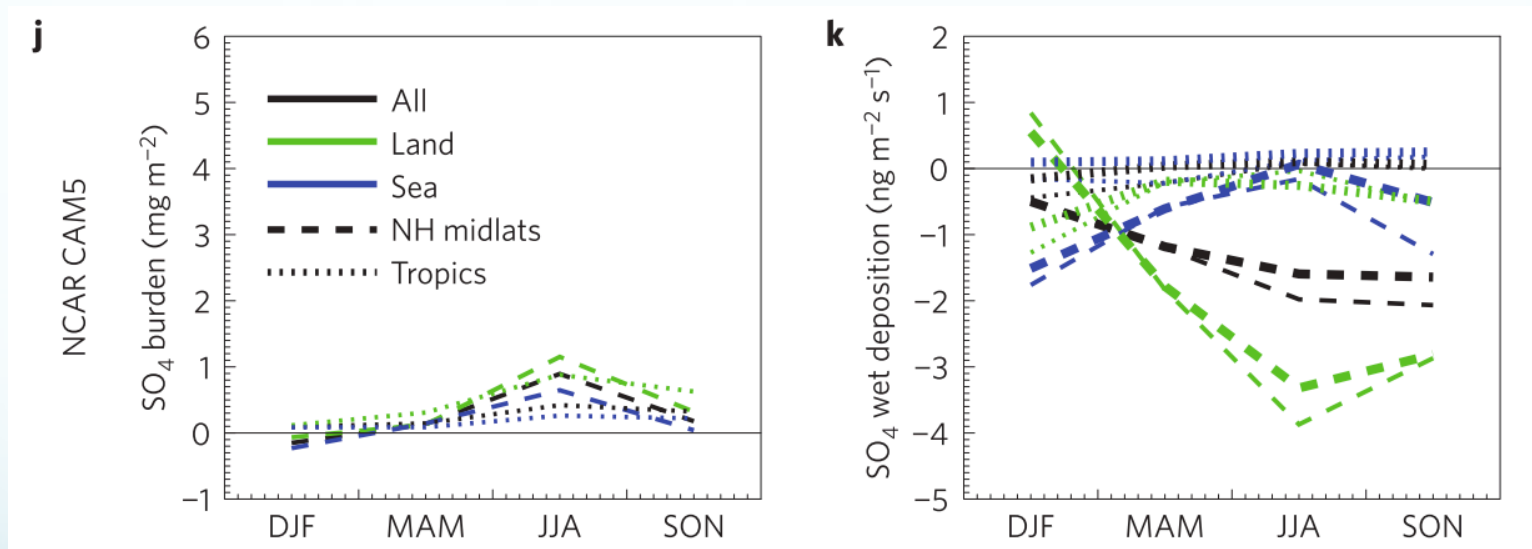 j
NCAR CAM5
SO₄ burden (mg m⁻²)
6
5
4
3
2
1
0
−1
All
Land
Sea
NH midlats
Tropics
DJF MAM JJA SON
k
SO₄ wet deposition (ng m⁻² s⁻¹)
2
1
0
−1
−2
−3
−4
−5
DJF MAM JJA SON